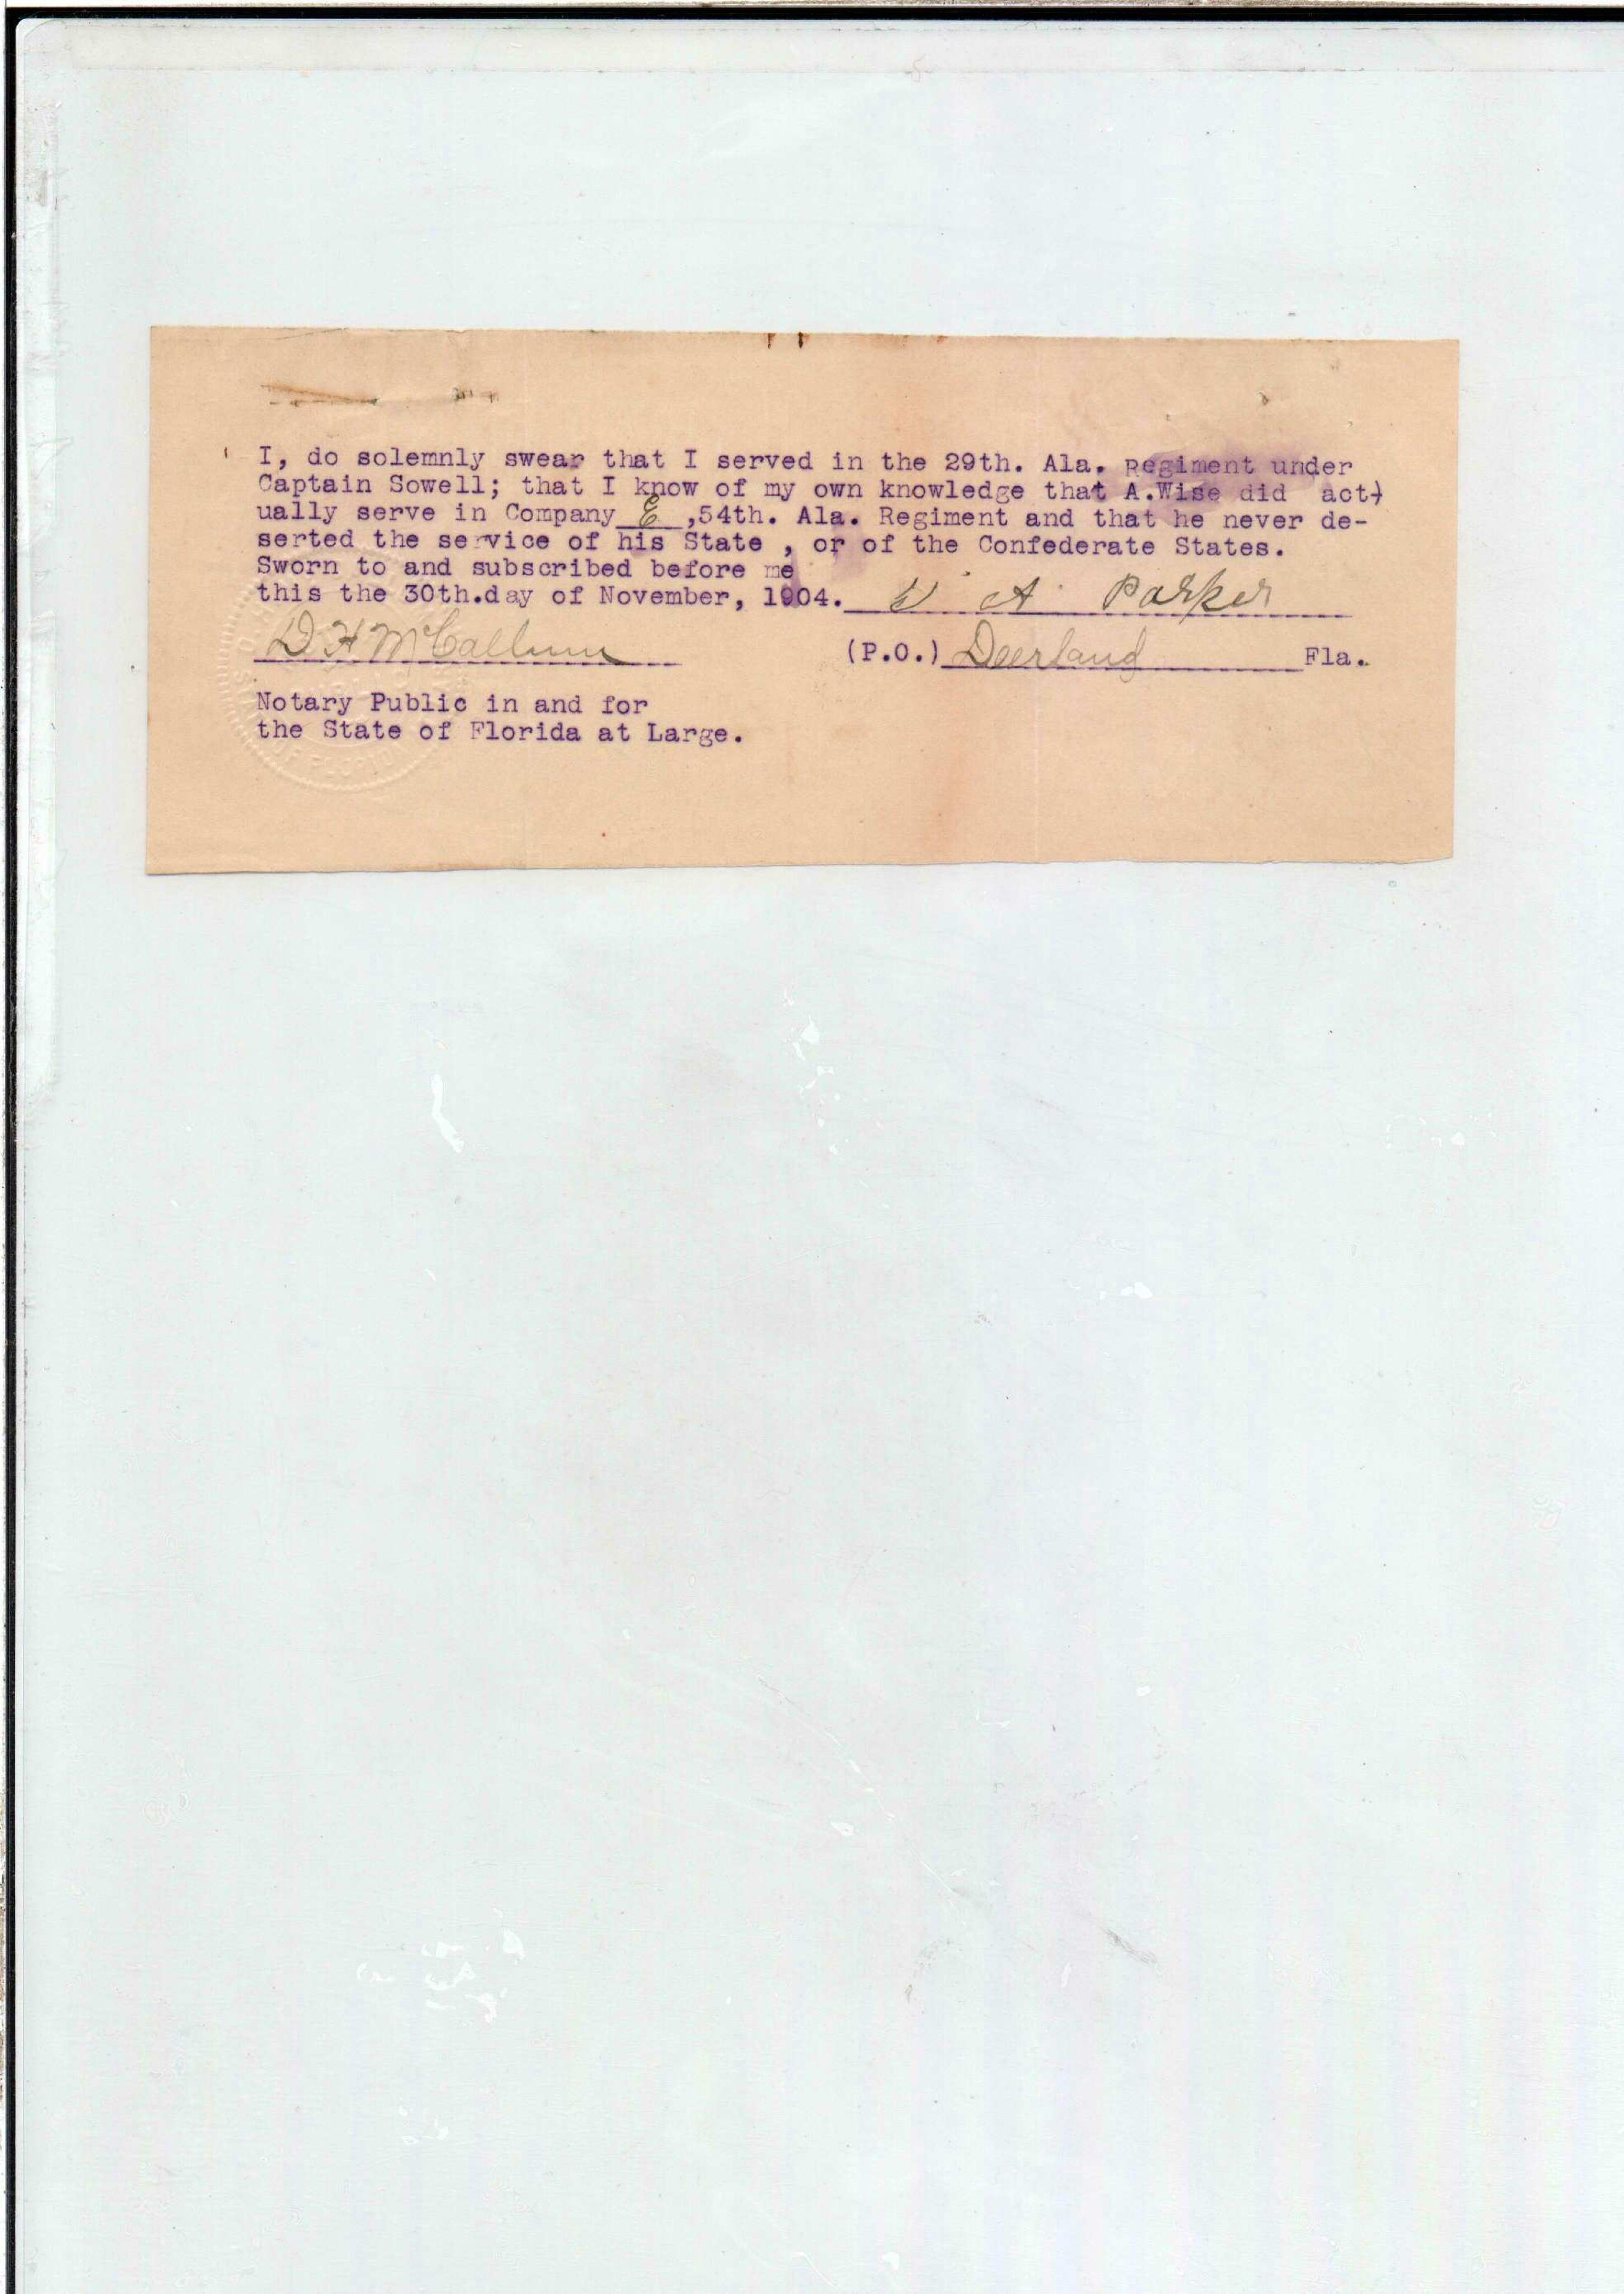 I, do solemnly swear that I served in the 29th. Ala. Regiment under
Captain Sowell; that I know of my own knowledge that A.Wise did act-
ually serve in Company E ,54th. Ala. Regiment and that he never de-
serted the service of his State , or of the Confederate States.
Sworn to and subscribed before me
this the 30th.day of November, 1904. A Parker
D H McCallum (P.O.) Deerland Fla.
Notary Public in and for
the State of Florida at Large.